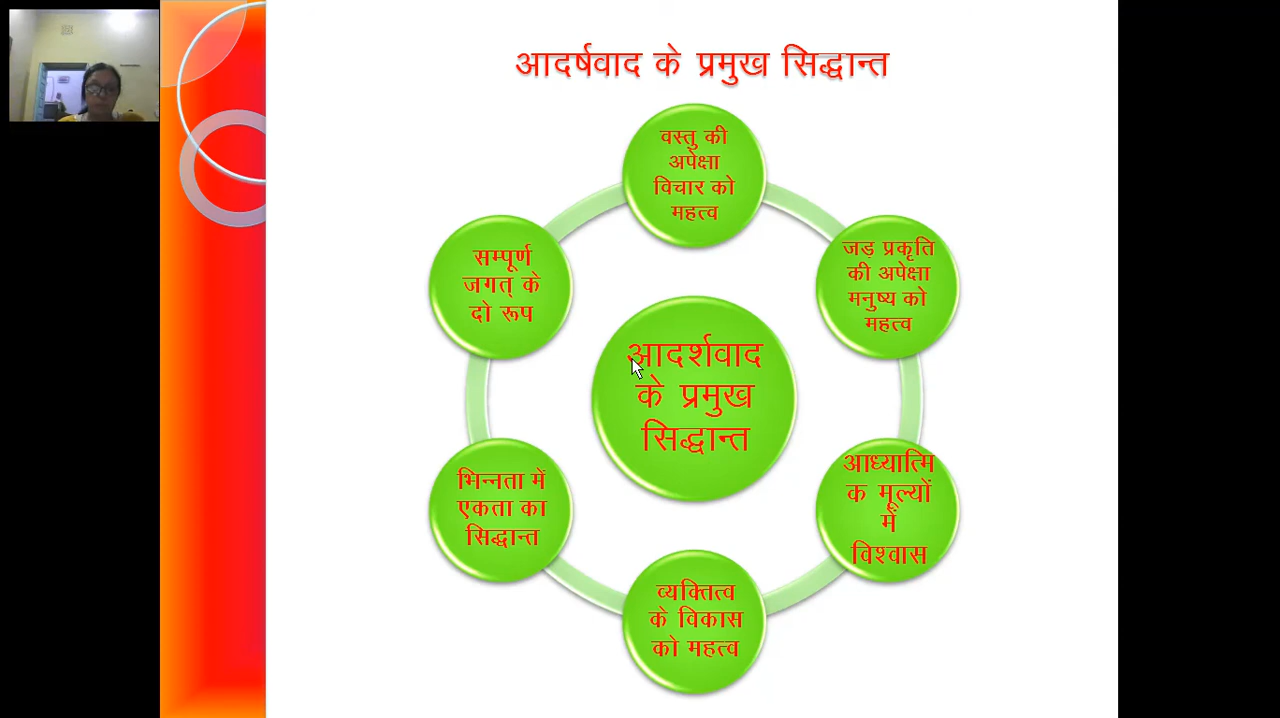 आदर्षवाद के प्रमुख सिद्धान्त
वस्तु की
अपेक्षा
विचार को
महत्व
जड़ प्रकृति
की अपेक्षा
मनुष्य को
महत्व
आध्यात्मि
क मूल्यों
में
विश्वास
व्यक्तित्व
के विकास
को महत्व
भिन्नता में
एकता का
सिद्धान्त
सम्पूर्ण
जगत् के
दो रूप
आदर्शवाद
के प्रमुख
सिद्धान्त